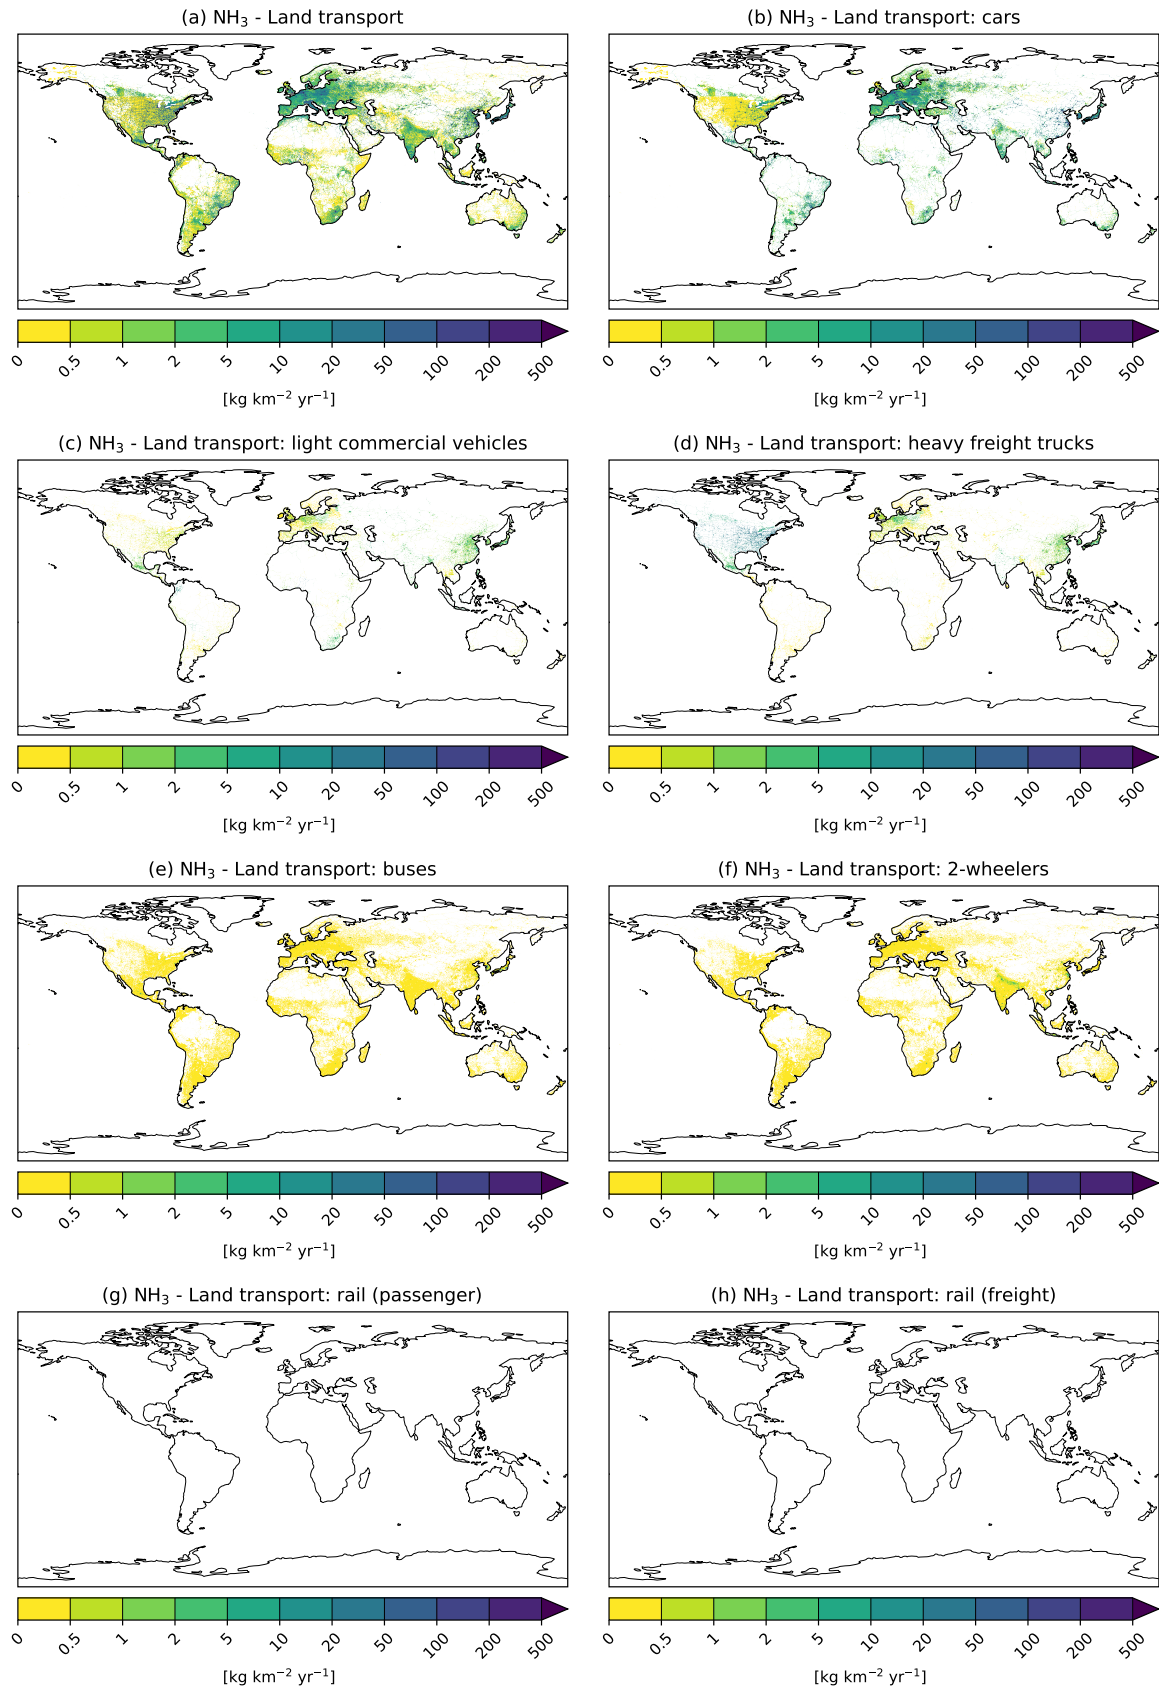 (a) NH₃ - Land transport
(b) NH₃ - Land transport: cars
0 0.5 1 2 5 10 20 50 100 200 500
0 0.5 1 2 5 10 20 50 100 200 500
[kg km⁻² yr⁻¹]
[kg km⁻² yr⁻¹]
(c) NH₃ - Land transport: light commercial vehicles
(d) NH₃ - Land transport: heavy freight trucks
0 0.5 1 2 5 10 20 50 100 200 500
0 0.5 1 2 5 10 20 50 100 200 500
[kg km⁻² yr⁻¹]
[kg km⁻² yr⁻¹]
(e) NH₃ - Land transport: buses
(f) NH₃ - Land transport: 2-wheelers
0 0.5 1 2 5 10 20 50 100 200 500
0 0.5 1 2 5 10 20 50 100 200 500
[kg km⁻² yr⁻¹]
[kg km⁻² yr⁻¹]
(g) NH₃ - Land transport: rail (passenger)
(h) NH₃ - Land transport: rail (freight)
0 0.5 1 2 5 10 20 50 100 200 500
0 0.5 1 2 5 10 20 50 100 200 500
[kg km⁻² yr⁻¹]
[kg km⁻² yr⁻¹]